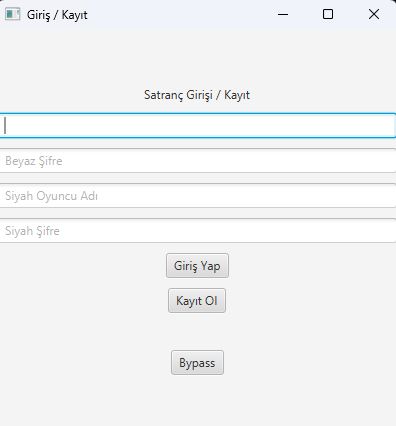 Giriş / Kayıt
Satranç Girişi / Kayıt
Beyaz Şifre
Siyah Oyuncu Adı
Siyah Şifre
Giriş Yap
Kayıt Ol
Bypass